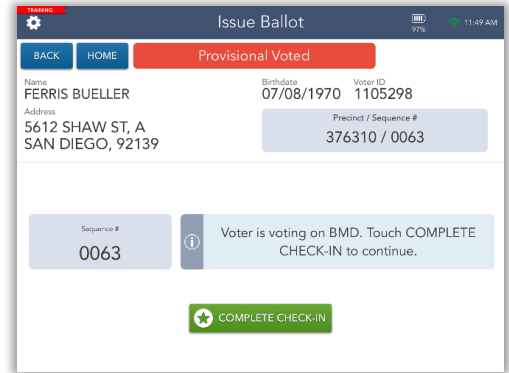 TRAINING
Issue Ballot
97%
11:49 AM
BACK
HOME
Provisional Voted
Name
FERRIS BUELLER
Birthdate
07/08/1970
Voter ID
1105298
Address
5612 SHAW ST, A
SAN DIEGO, 92139
Precinct / Sequence #
376310 / 0063
Sequence #
0063
Voter is voting on BMD. Touch COMPLETE
CHECK-IN to continue.
COMPLETE CHECK-IN